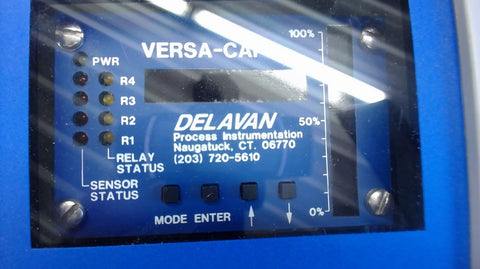 VERSA-CA
100%
PWR
R4
R3
R2
R1
RELAY
STATUS
SENSOR
STATUS
DELAVAN
Process Instrumentation
Naugatuck, CT. 06770
(203) 720-5610
50%
MODE ENTER
0%